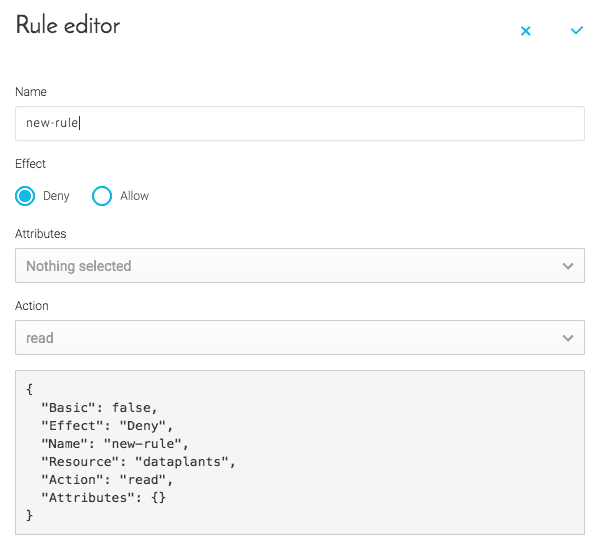 Rule editor
Name
new-rule
Effect
Deny Allow
Attributes
Nothing selected
Action
read
{
  "Basic": false,
  "Effect": "Deny",
  "Name": "new-rule",
  "Resource": "dataplants",
  "Action": "read",
  "Attributes": {}
}